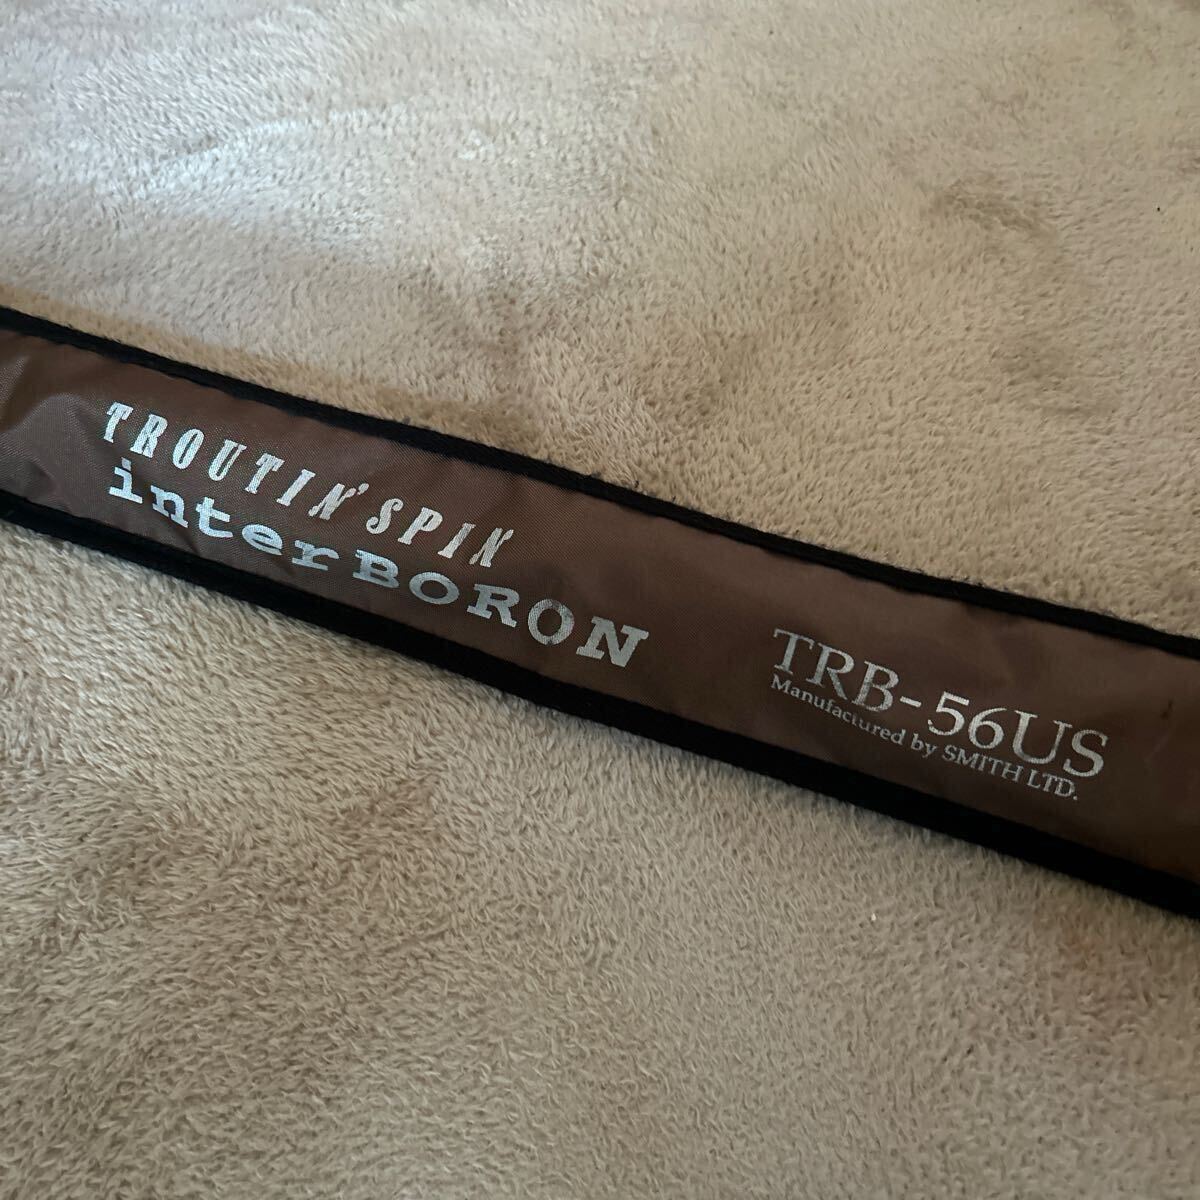 TROUTIN'SPIN
interBORON
TRB-56US
Manufactured by SMITH LTD.